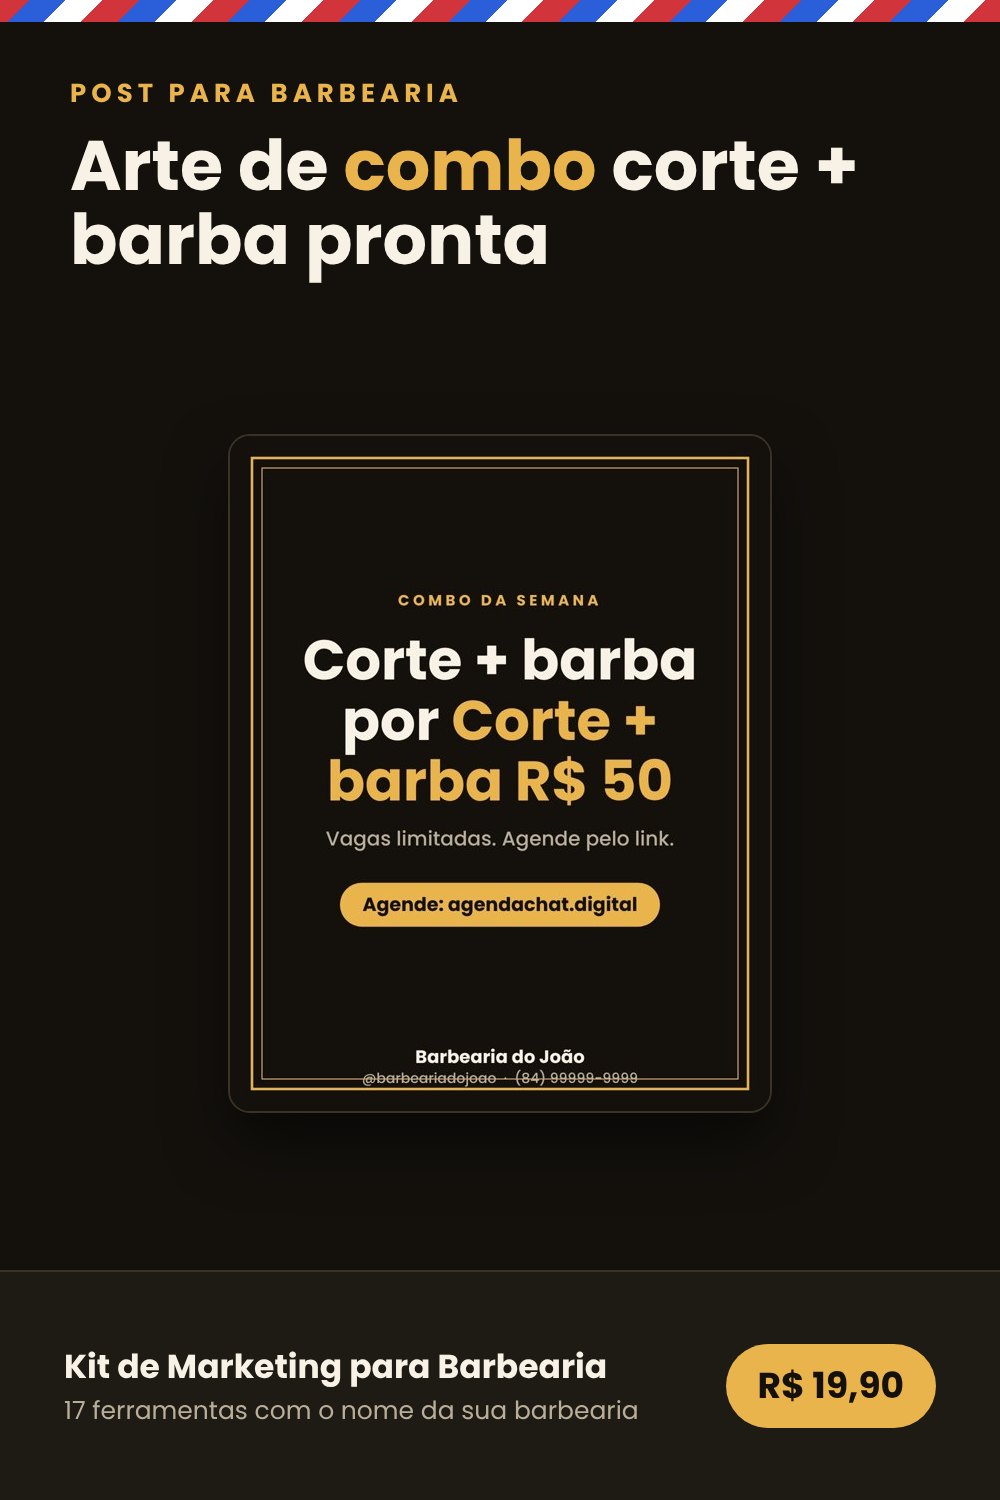 POST PARA BARBEARIA
Arte de combo corte +
barba pronta
COMBO DA SEMANA
Corte + barba
por Corte +
barba R$ 50
Vagas limitadas. Agende pelo link.
Agende: agendachat.digital
Barbearia do João
@barbeariadojoao · (84) 99999-9999
Kit de Marketing para Barbearia
17 ferramentas com o nome da sua barbearia
R$ 19,90